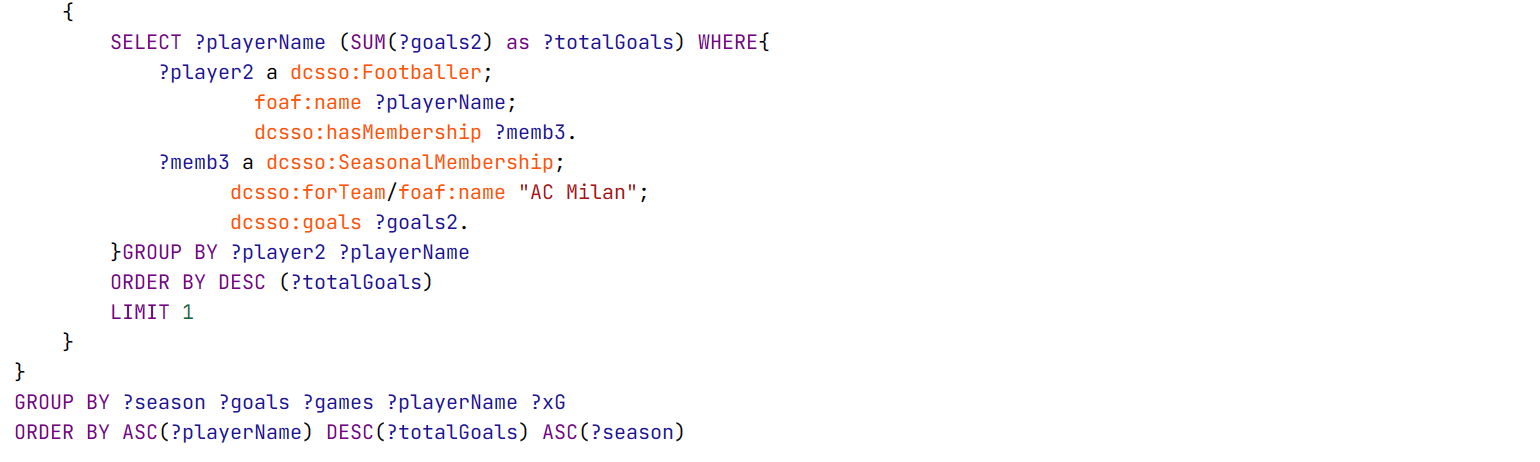 {
SELECT ?playerName (SUM(?goals2) as ?totalGoals) WHERE{
?player2 a dcsso:Footballer;
foaf:name ?playerName;
dcsso:hasMembership ?memb3.
?memb3 a dcsso:SeasonalMembership;
dcsso:forTeam/foaf:name "AC Milan";
dcsso:goals ?goals2.
}GROUP BY ?player2 ?playerName
ORDER BY DESC (?totalGoals)
LIMIT 1
}
}
GROUP BY ?season ?goals ?games ?playerName ?xG
ORDER BY ASC(?playerName) DESC(?totalGoals) ASC(?season)